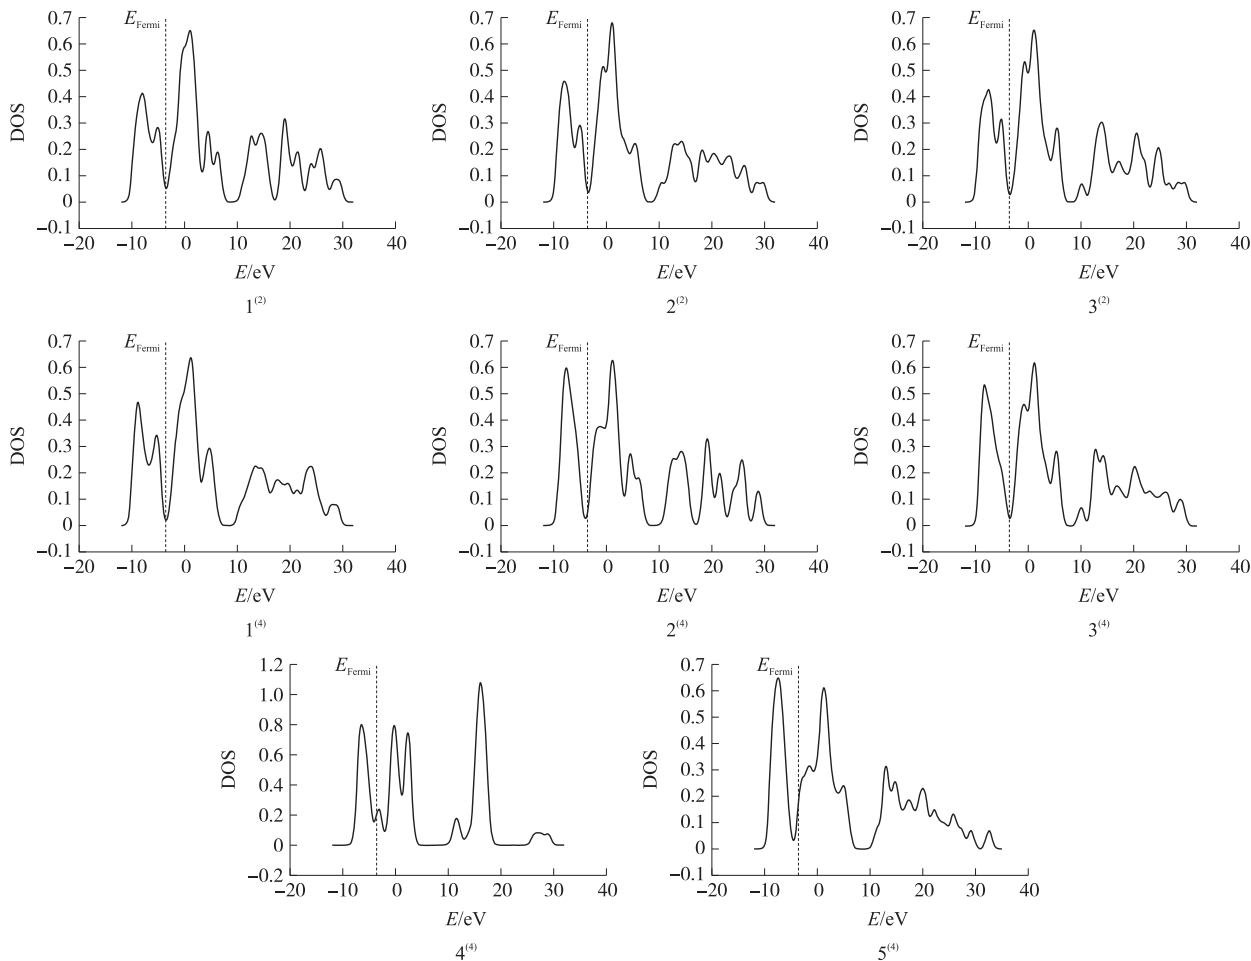 0.7 E_Fermi 0.7 E_Fermi 0.7 E_Fermi
0.6 0.6 0.6
0.5 0.5 0.5
0.4 0.4 0.4
DOS DOS DOS
0.3 0.3 0.3
0.2 0.2 0.2
0.1 0.1 0.1
0 0 0
−0.1 −0.1 −0.1
−20 −10 0 10 20 30 40 −20 −10 0 10 20 30 40 −20 −10 0 10 20 30 40
E/eV E/eV E/eV
1⁽²⁾ 2⁽²⁾ 3⁽²⁾
0.7 E_Fermi 0.7 E_Fermi 0.7 E_Fermi
0.6 0.6 0.6
0.5 0.5 0.5
0.4 0.4 0.4
DOS DOS DOS
0.3 0.3 0.3
0.2 0.2 0.2
0.1 0.1 0.1
0 0 0
−0.1 −0.1 −0.1
−20 −10 0 10 20 30 40 −20 −10 0 10 20 30 40 −20 −10 0 10 20 30 40
E/eV E/eV E/eV
1⁽⁴⁾ 2⁽⁴⁾ 3⁽⁴⁾
1.2 E_Fermi 0.7 E_Fermi
1.0 0.6
0.8 0.5
0.6 0.4
DOS DOS
0.4 0.3
0.2 0.2
0 0.1
−0.2 0
−0.1
−20 −10 0 10 20 30 40 −20 −10 0 10 20 30 40
E/eV E/eV
4⁽⁴⁾ 5⁽⁴⁾